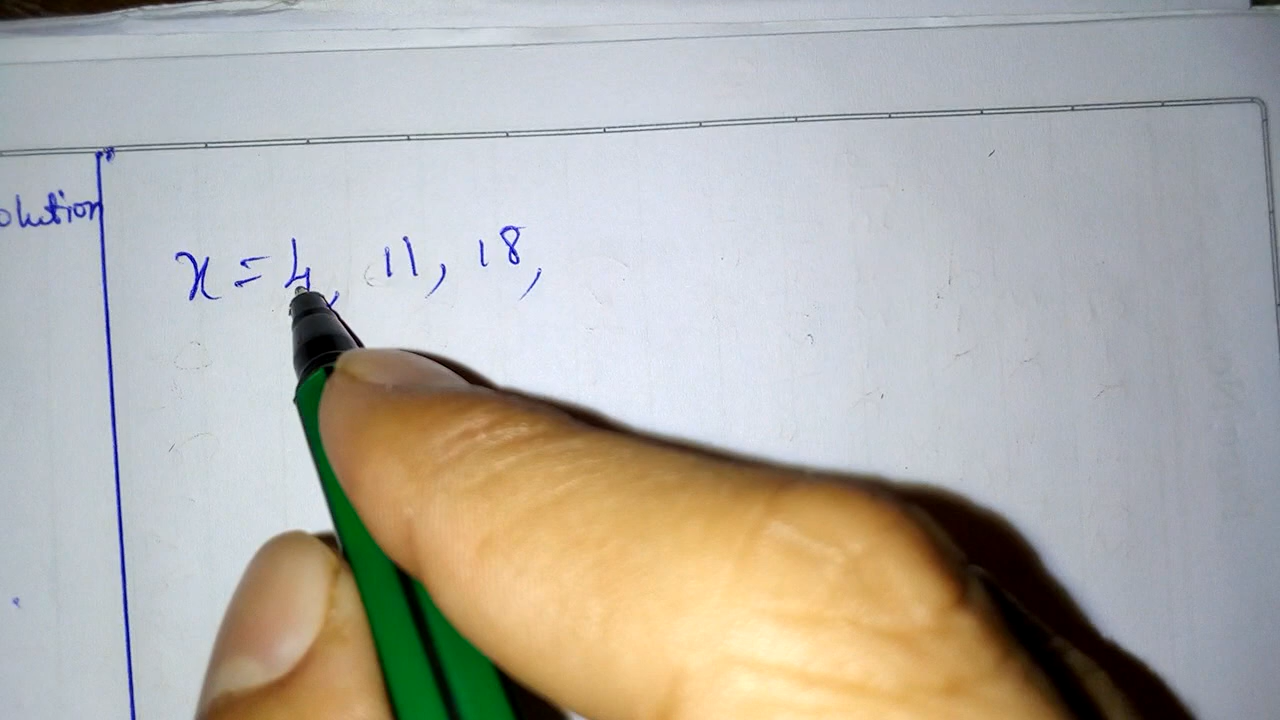 olution
x = 4, 11, 18,